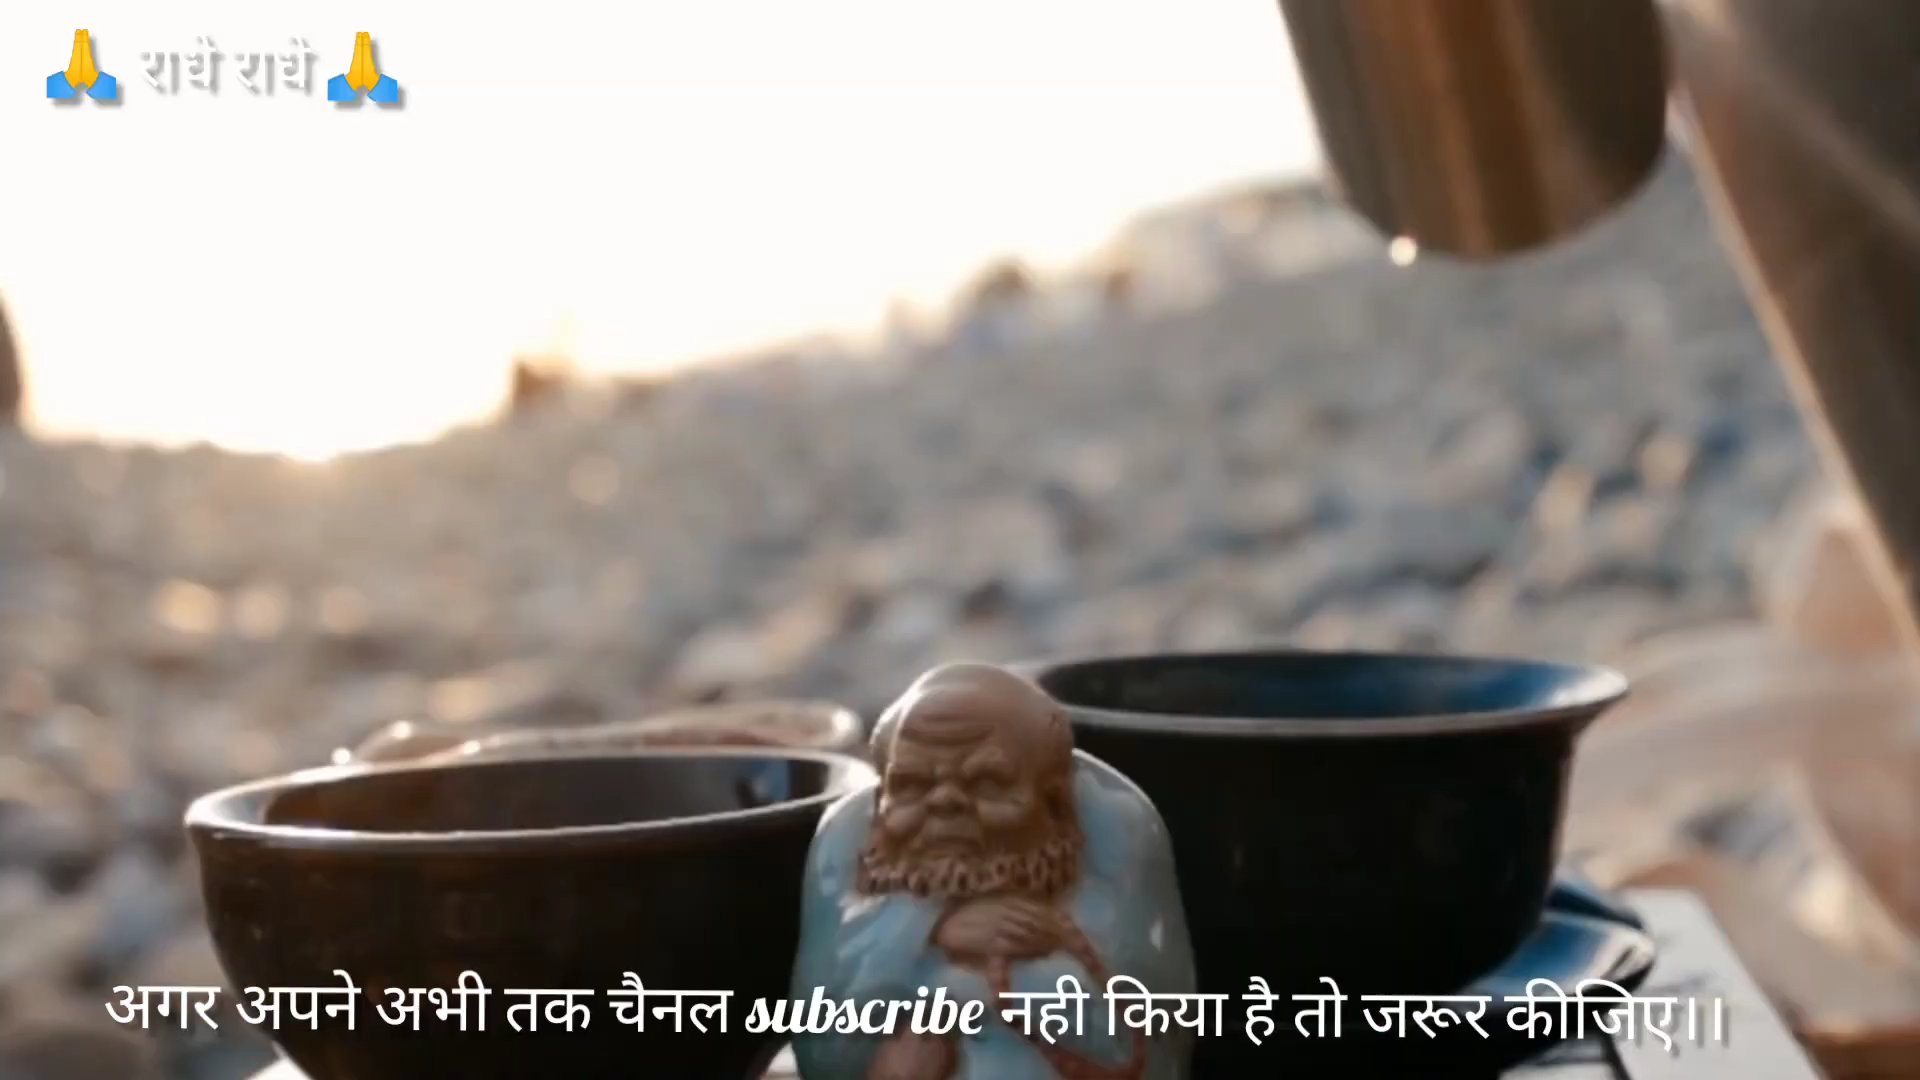 🙏 राधे राधे 🙏
अगर अपने अभी तक चैनल subscribe नही किया है तो जरूर कीजिए।।